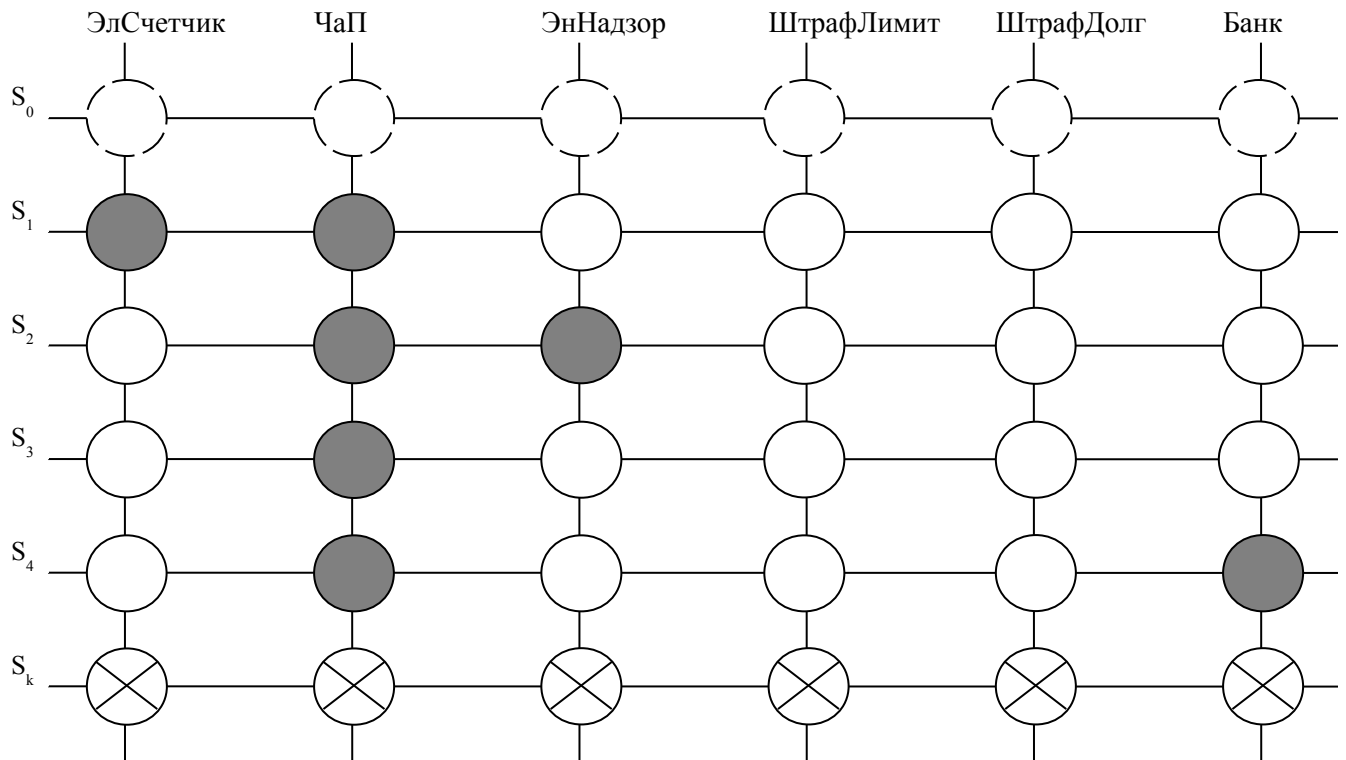 ЭлСчетчик ЧаП ЭнНадзор ШтрафЛимит ШтрафДолг Банк
S₀
S₁
S₂
S₃
S₄
Sₖ